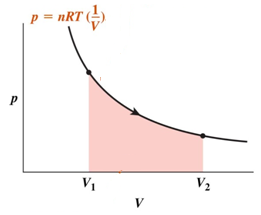 p = nRT (1/V)
p
V₁ V₂
V